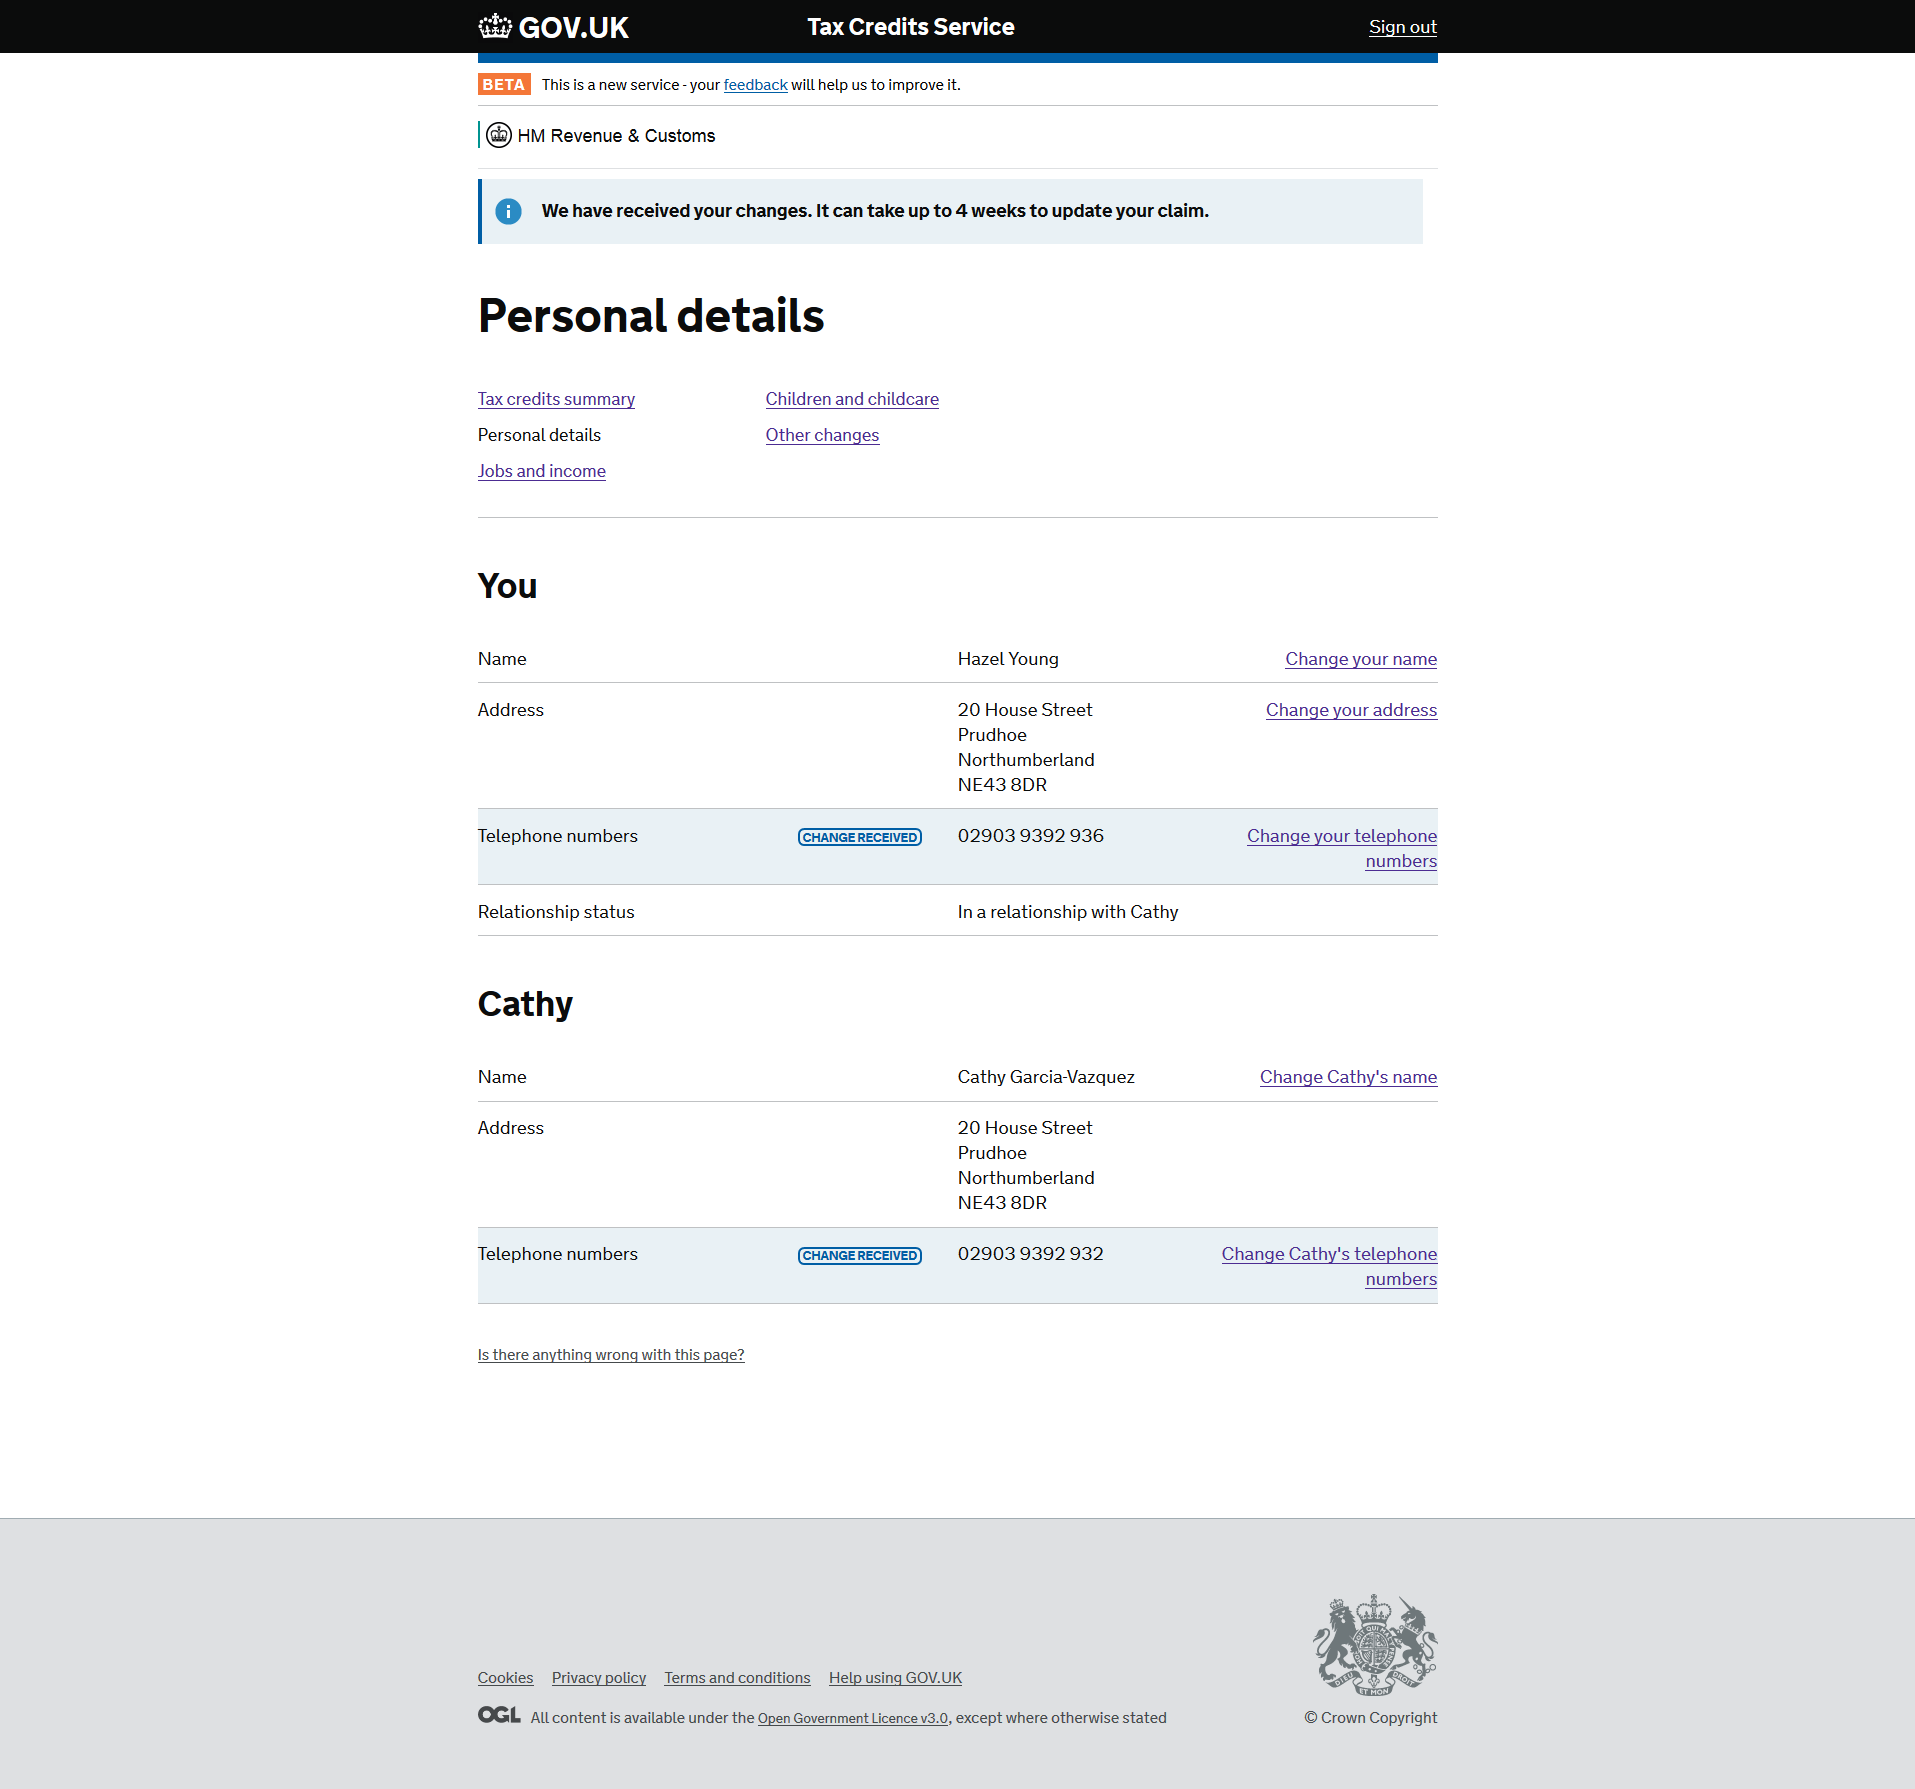 GOV.UK
Tax Credits Service
Sign out
BETA This is a new service - your feedback will help us to improve it.
HM Revenue & Customs
We have received your changes. It can take up to 4 weeks to update your claim.
Personal details
Tax credits summary
Children and childcare
Personal details
Other changes
Jobs and income
You
Name Hazel Young Change your name
Address 20 House Street Change your address
Prudhoe
Northumberland
NE43 8DR
Telephone numbers CHANGE RECEIVED 02903 9392 936 Change your telephone
numbers
Relationship status In a relationship with Cathy
Cathy
Name Cathy Garcia-Vazquez Change Cathy's name
Address 20 House Street
Prudhoe
Northumberland
NE43 8DR
Telephone numbers CHANGE RECEIVED 02903 9392 932 Change Cathy's telephone
numbers
Is there anything wrong with this page?
Cookies Privacy policy Terms and conditions Help using GOV.UK
OGL All content is available under the Open Government Licence v3.0, except where otherwise stated
© Crown Copyright